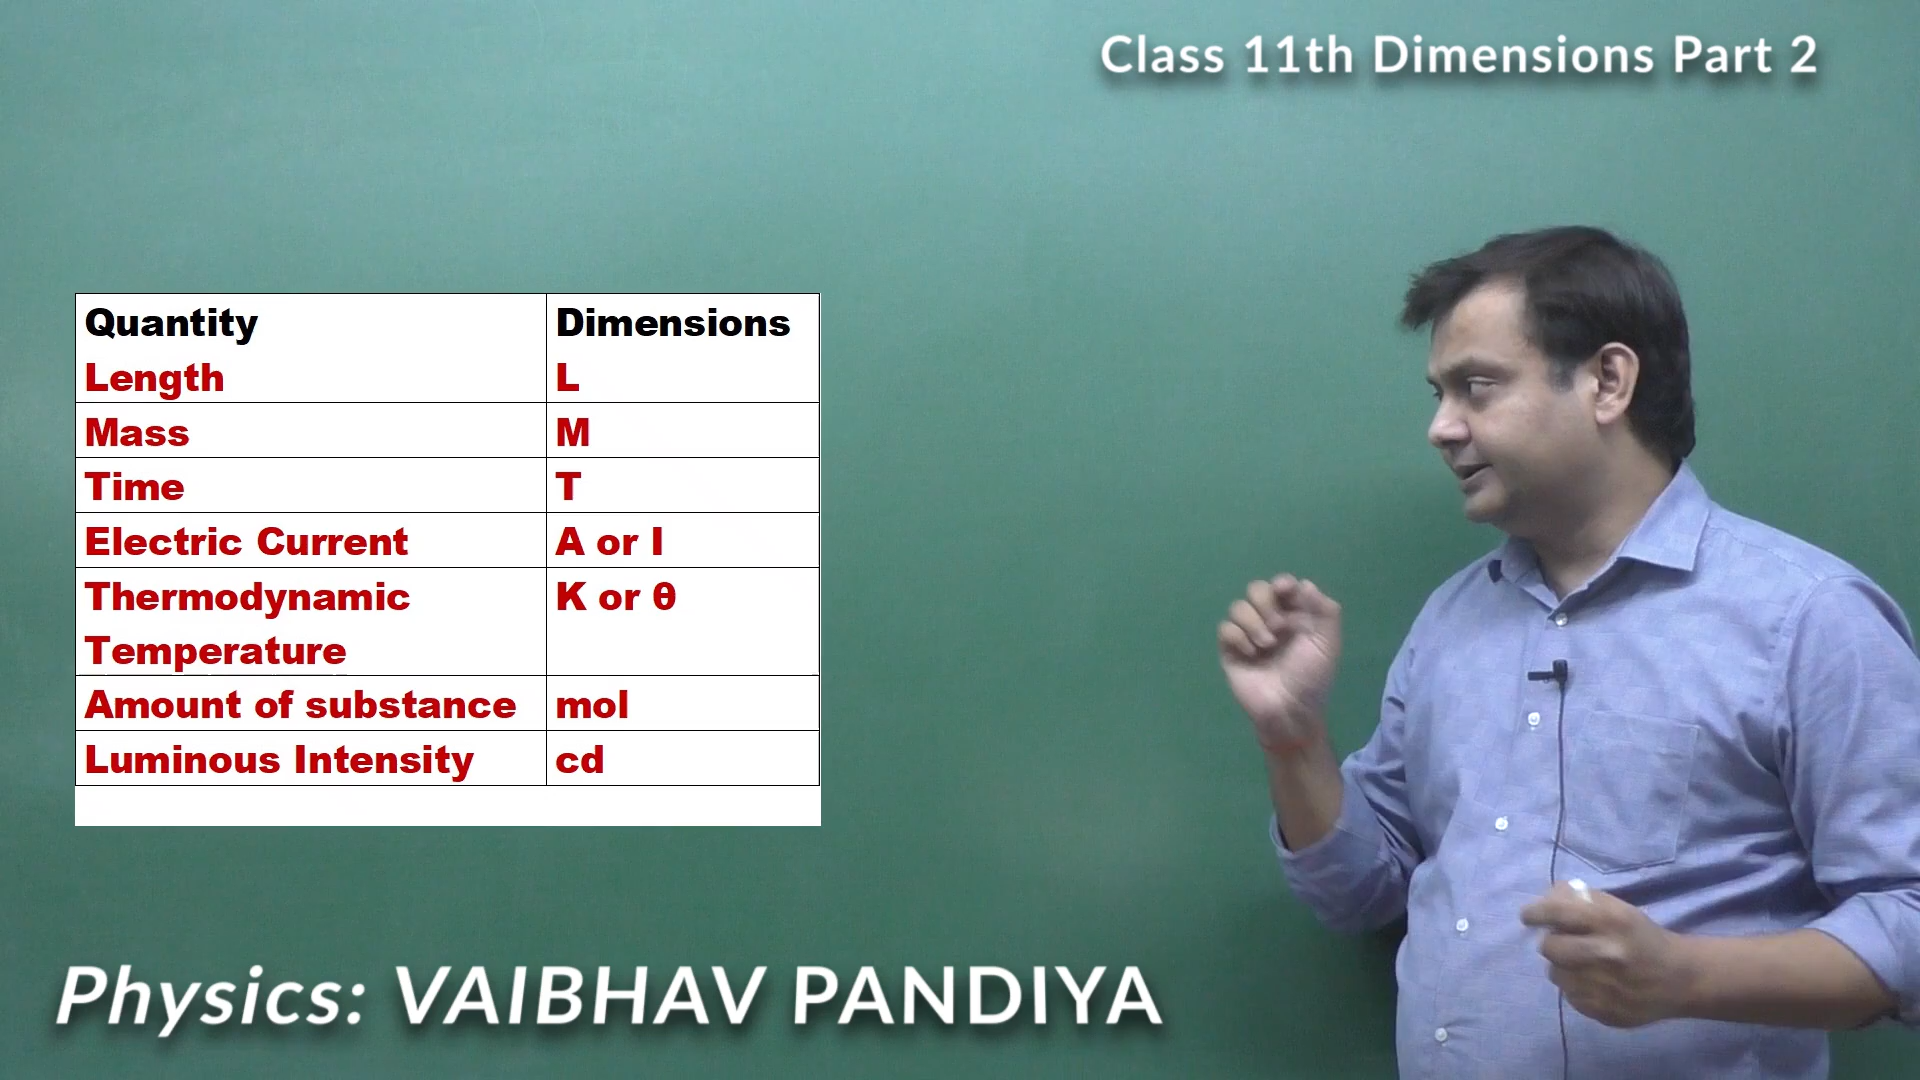 Class 11th Dimensions Part 2
Quantity Dimensions
Length L
Mass M
Time T
Electric Current A or I
Thermodynamic K or θ
Temperature
Amount of substance mol
Luminous Intensity cd
Physics: VAIBHAV PANDIYA